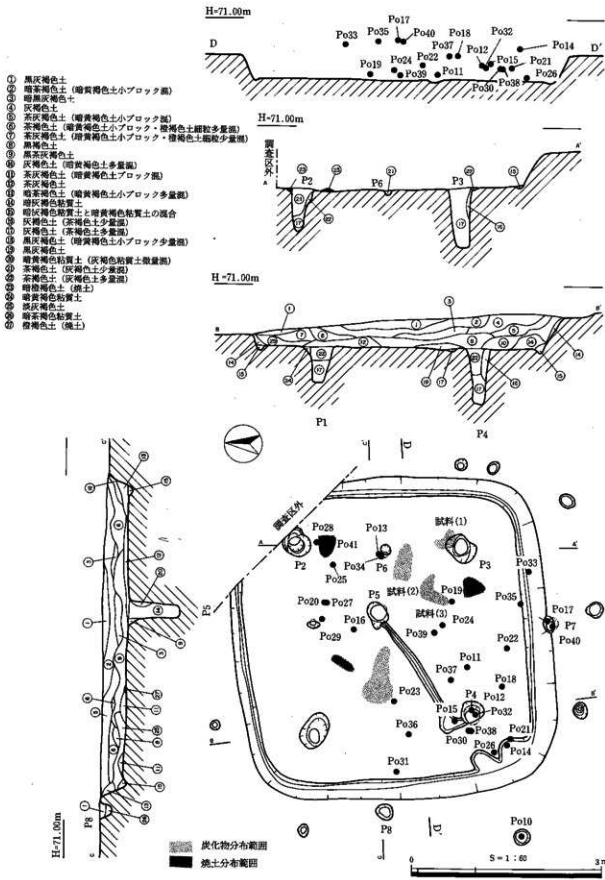 H=71.00m
D
D'
Po33
Po35
Po17
Po40
Po37
Po18
Po32
Po12
Po14
Po19
Po24
Po22
Po39
Po11
Po15
Po21
Po30
Po38
Po26
① 黒灰褐色土
② 暗茶褐色土（暗黄褐色土小ブロック混）
③ 暗黒灰褐色土
④ 灰褐色土
⑤ 茶灰褐色土（暗黄褐色土小ブロック混）
⑥ 茶褐色土（暗黄褐色土小ブロック・橙褐色土細粒多量混）
⑦ 茶灰褐色土（暗黄褐色土小ブロック・橙褐色土細粒少量混）
⑧ 黒褐色土
⑨ 黒茶灰褐色土
⑩ 灰褐色土（暗黄褐色土多量混）
⑪ 茶灰褐色土（暗黄褐色土ブロック混）
⑫ 茶灰褐色土
⑬ 暗茶褐色土（暗黄褐色土小ブロック多量混）
⑭ 暗灰褐色粘質土
⑮ 暗灰褐色粘質土と暗黄褐色粘質土の混合
⑯ 灰褐色土（茶褐色土少量混）
⑰ 灰褐色土（茶褐色土多量混）
⑱ 黒灰褐色土（暗黄褐色土小ブロック少量混）
⑲ 黒灰褐色土
⑳ 暗黄褐色粘質土（灰褐色粘質土微量混）
㉑ 茶褐色土（灰褐色土少量混）
㉒ 茶褐色土（灰褐色土多量混）
㉓ 暗橙褐色土（焼土）
㉔ 暗黄褐色粘質土
㉕ 淡灰褐色土
㉖ 暗茶褐色粘質土
㉗ 橙褐色土（焼土）
H=71.00m
調査区外
A
A'
P2
P6
P3
H=71.00m
B
B'
P1
P4
調査区外
C
D
Po28
Po41
P2
Po25
Po13
Po34
P6
試料(1)
P3
Po33
A
A'
Po20
Po27
Po29
Po16
P5
試料(2)
Po19
試料(3)
Po24
Po39
Po35
Po17
P7
Po40
Po22
Po11
Po37
Po18
Po23
P4
Po12
Po15
Po32
Po36
Po30
Po38
Po21
Po26
Po14
Po31
P8
D'
Po10
P5
P8
H=71.00m
炭化物分布範囲
焼土分布範囲
0
S=1:60
3m